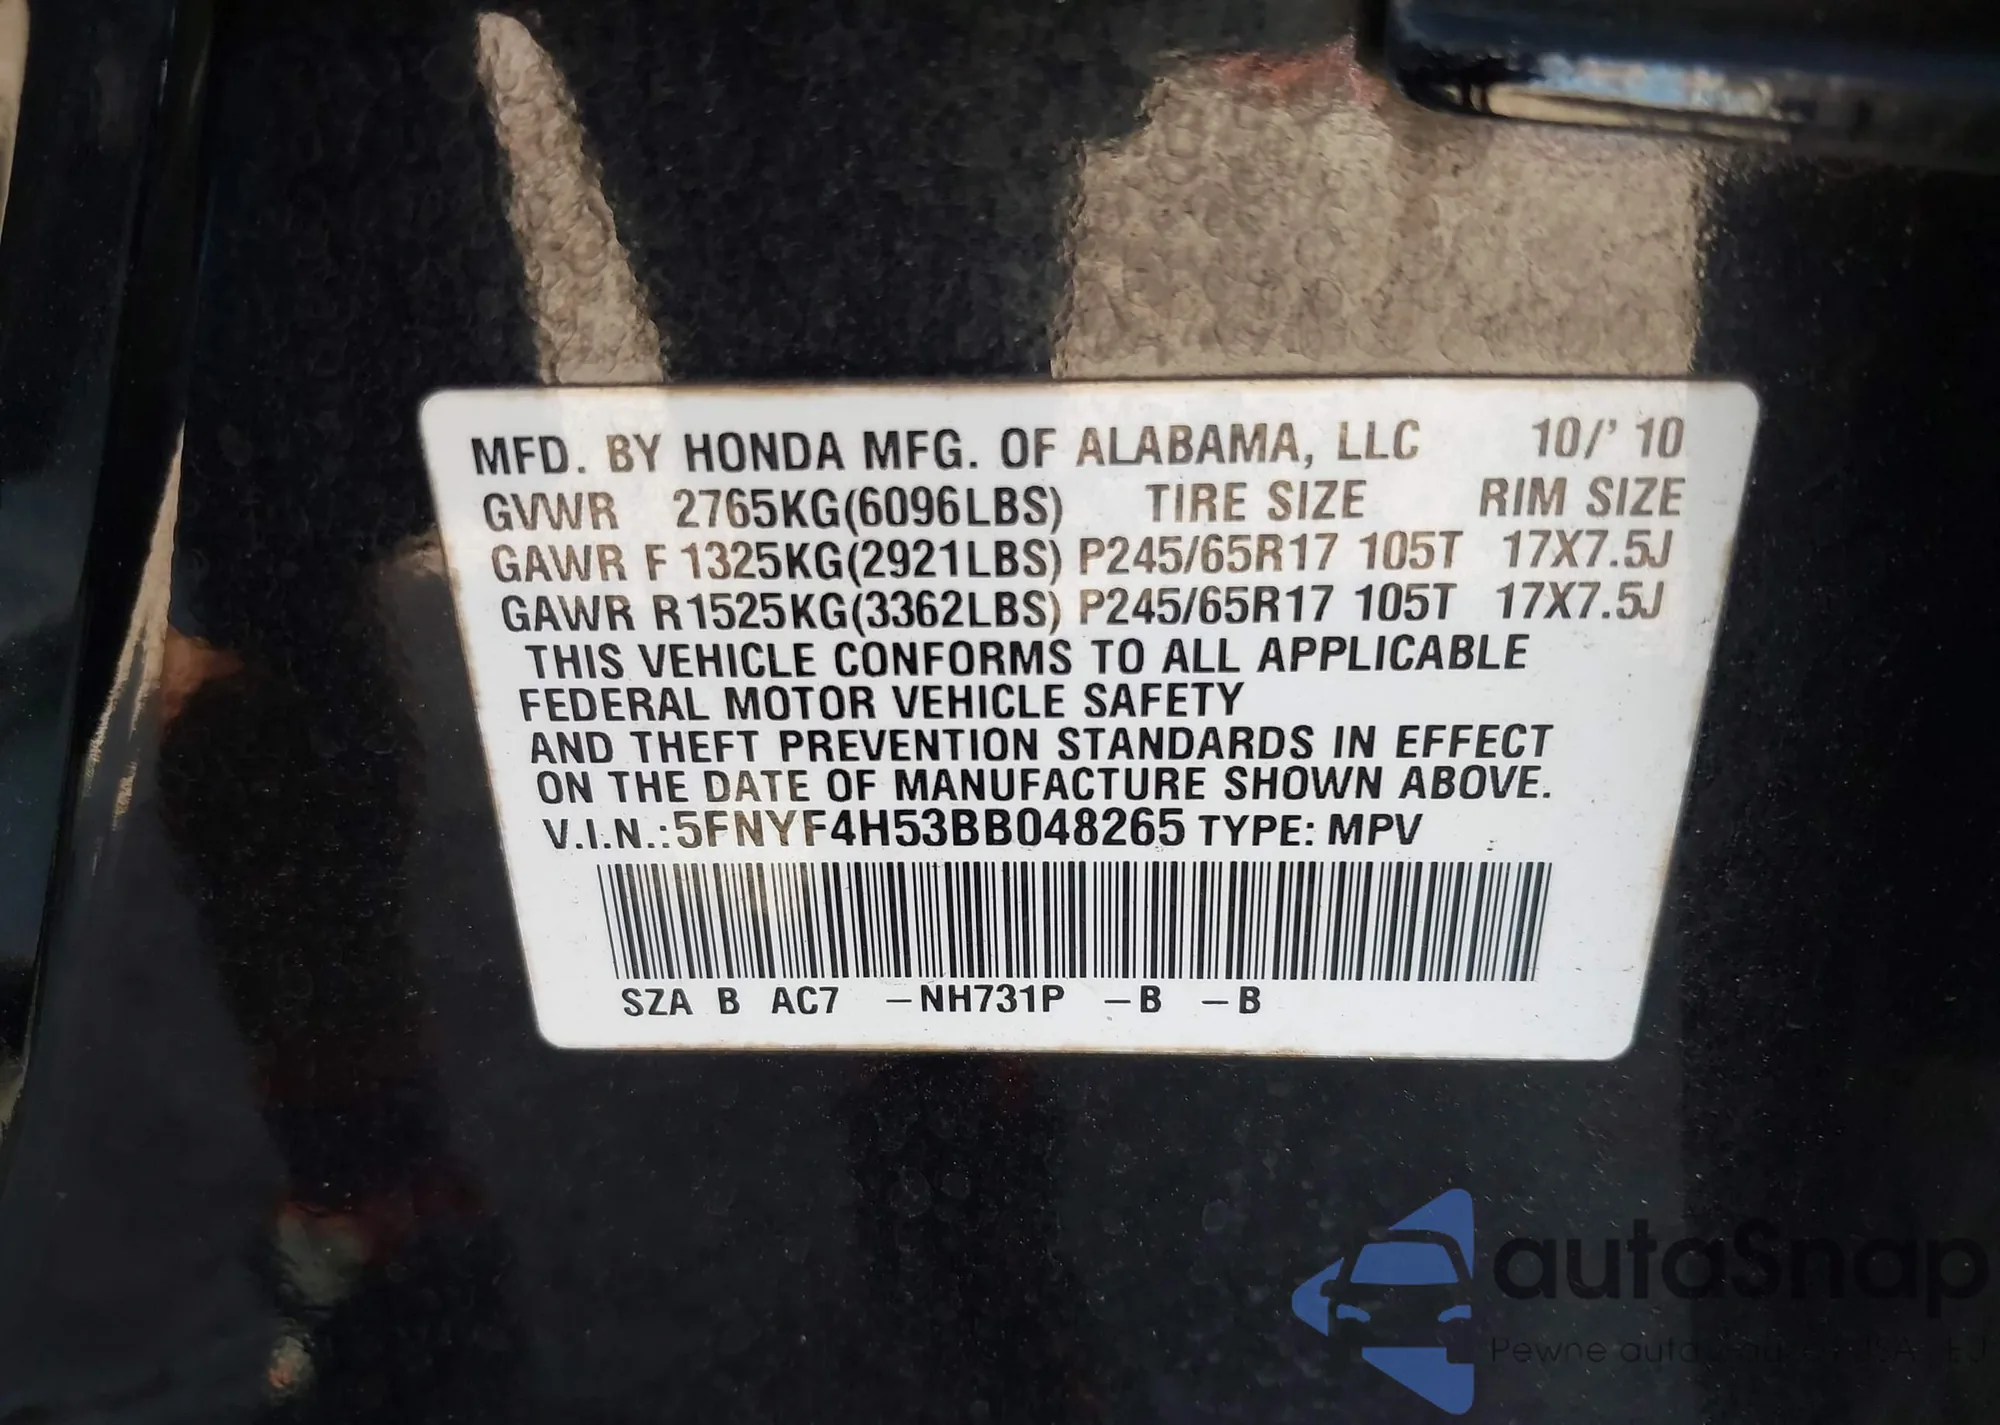 MFD. BY HONDA MFG. OF ALABAMA, LLC 10/'10
GVWR 2765KG(6096LBS) TIRE SIZE RIM SIZE
GAWR F 1325KG(2921LBS) P245/65R17 105T 17X7.5J
GAWR R1525KG(3362LBS) P245/65R17 105T 17X7.5J
THIS VEHICLE CONFORMS TO ALL APPLICABLE
FEDERAL MOTOR VEHICLE SAFETY
AND THEFT PREVENTION STANDARDS IN EFFECT
ON THE DATE OF MANUFACTURE SHOWN ABOVE.
V.I.N.:5FNYF4H53BB048265 TYPE: MPV
SZA B AC7 –NH731P –B –B
autaSnap
Pewne auta